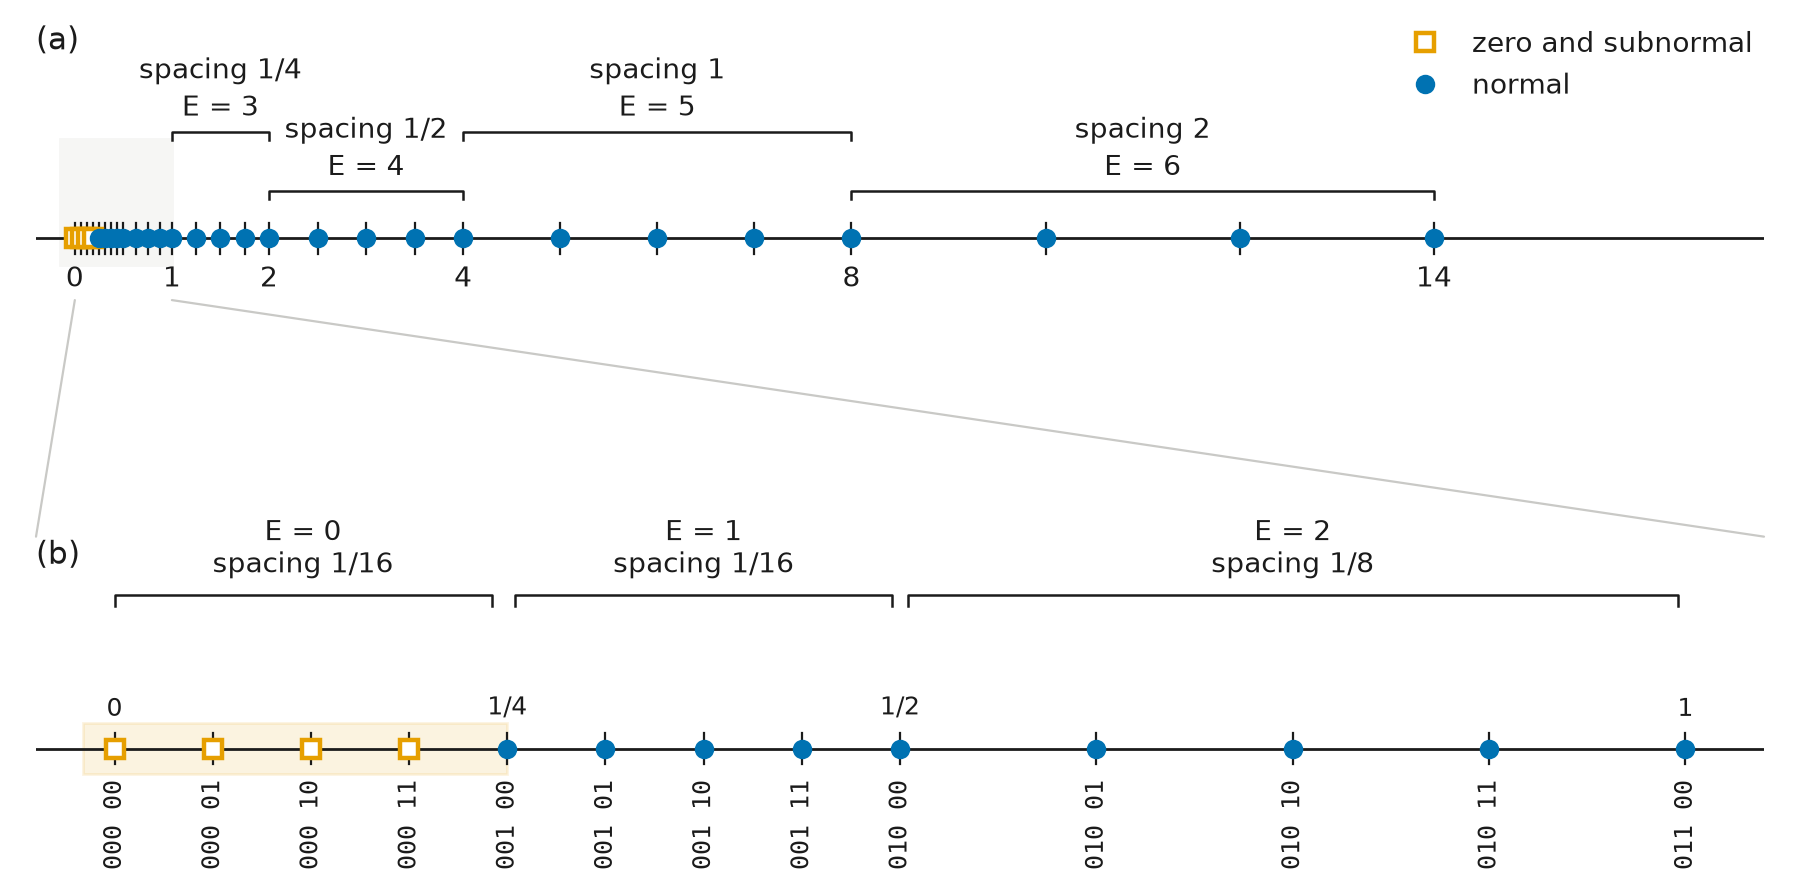 (a)
zero and subnormal
normal
spacing 1/4
E = 3
spacing 1/2
E = 4
spacing 1
E = 5
spacing 2
E = 6
0
1
2
4
8
14
(b)
E = 0
spacing 1/16
E = 1
spacing 1/16
E = 2
spacing 1/8
0
1/4
1/2
1
000 00
000 01
000 10
000 11
001 00
001 01
001 10
001 11
010 00
010 01
010 10
010 11
011 00